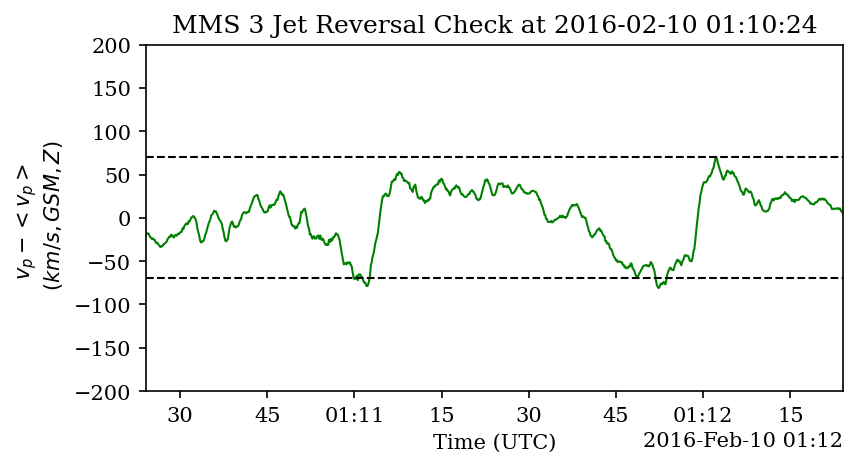 MMS 3 Jet Reversal Check at 2016-02-10 01:10:24
v_p - <v_p>
(km/s, GSM, Z)
200
150
100
50
0
−50
−100
−150
−200
30 45 01:11 15 30 45 01:12 15
Time (UTC)
2016-Feb-10 01:12